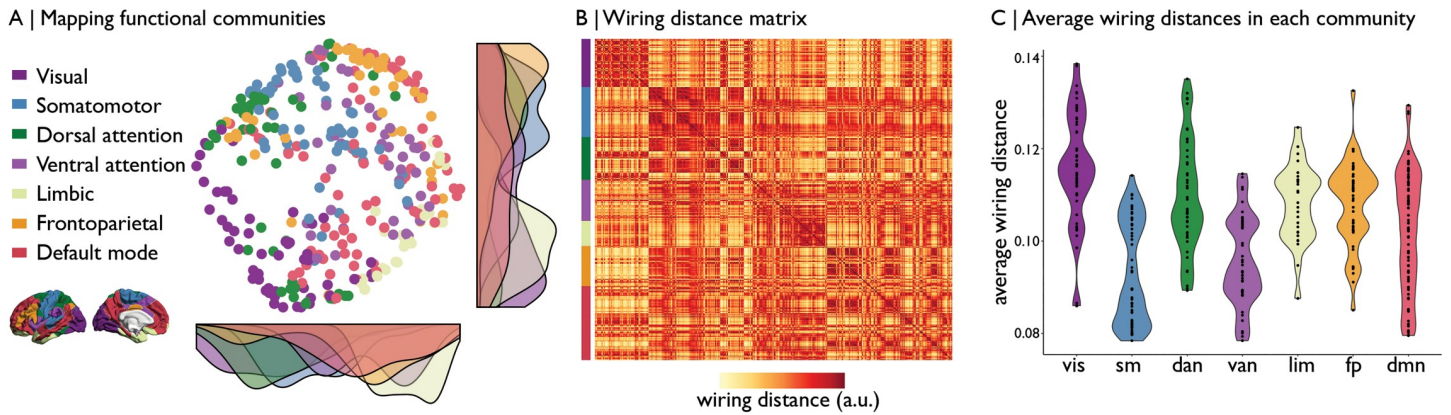 A | Mapping functional communities
Visual
Somatomotor
Dorsal attention
Ventral attention
Limbic
Frontoparietal
Default mode
B | Wiring distance matrix
wiring distance (a.u.)
C | Average wiring distances in each community
average wiring distance
0.14
0.12
0.10
0.08
vis sm dan van lim fp dmn